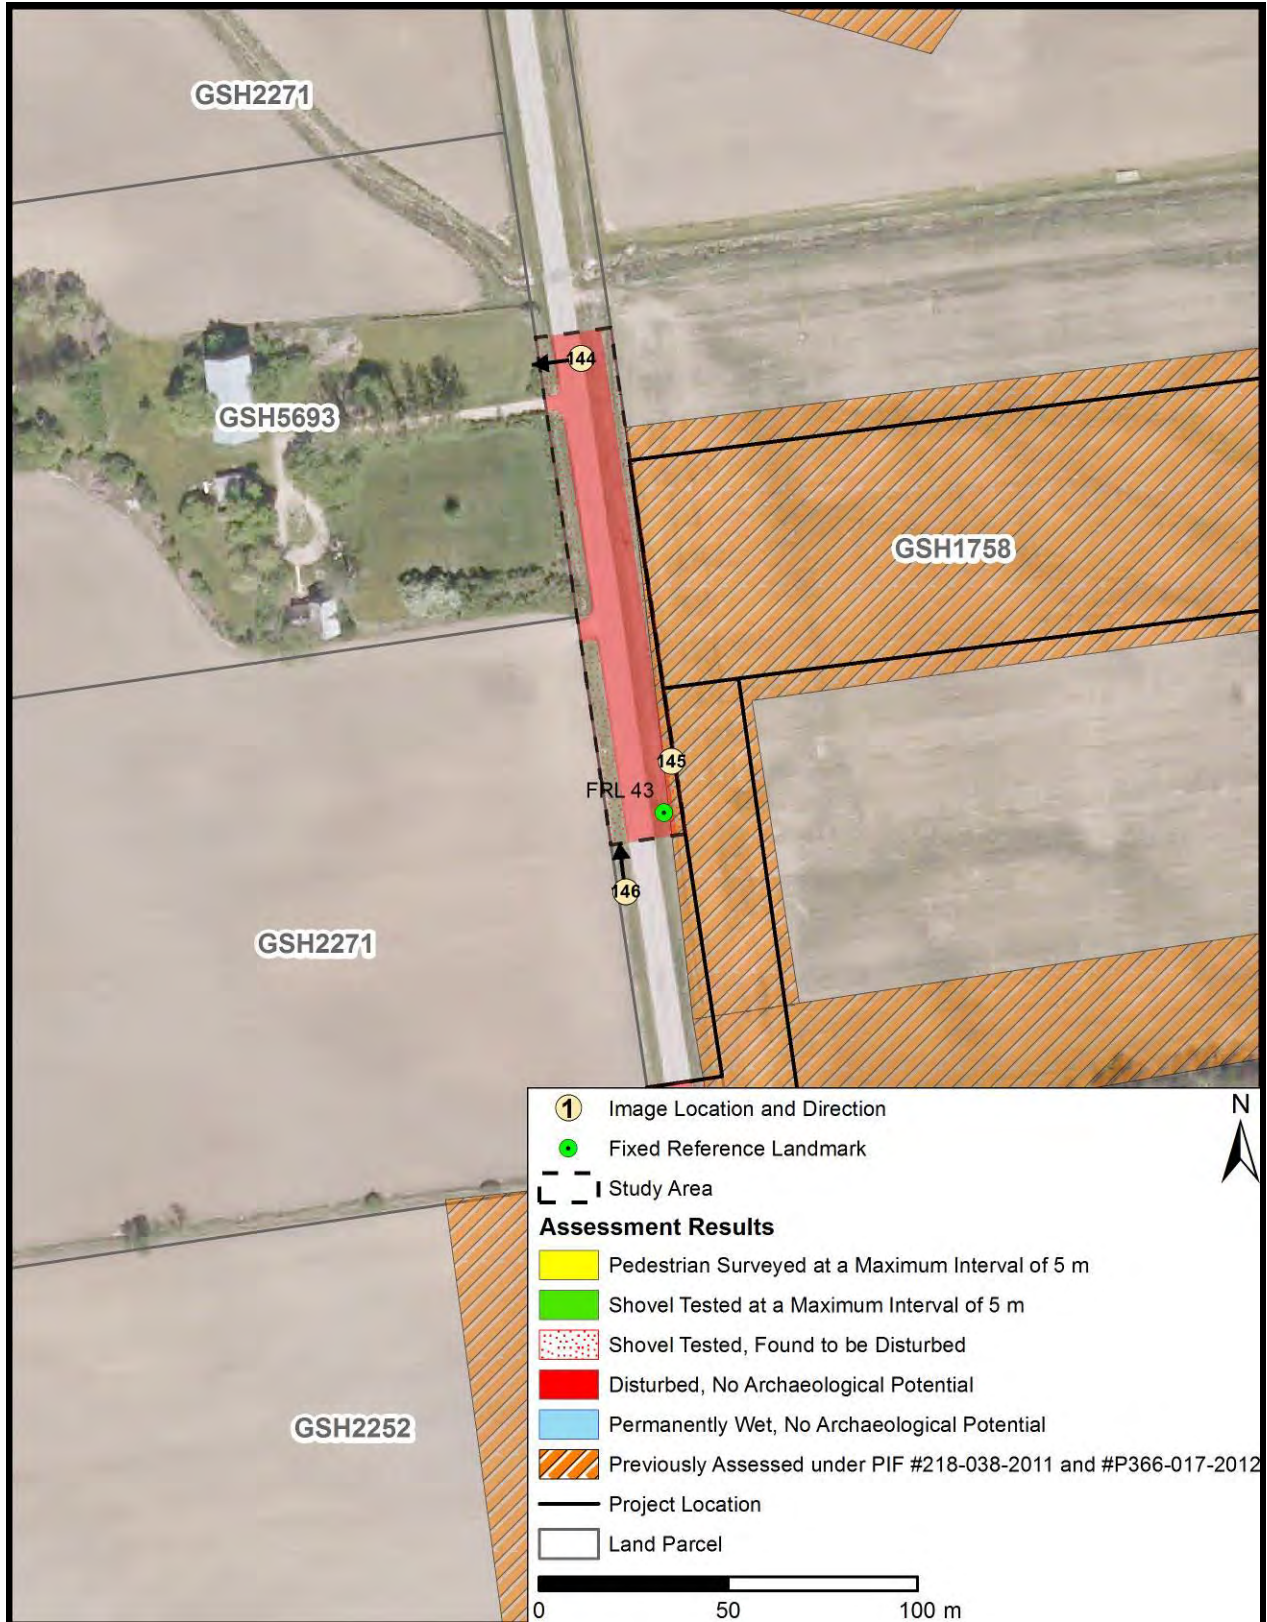 GSH2271
144
GSH5693
GSH1758
145
FRL 43
146
GSH2271
GSH2252
1 Image Location and Direction
N
Fixed Reference Landmark
Study Area
Assessment Results
Pedestrian Surveyed at a Maximum Interval of 5 m
Shovel Tested at a Maximum Interval of 5 m
Shovel Tested, Found to be Disturbed
Disturbed, No Archaeological Potential
Permanently Wet, No Archaeological Potential
Previously Assessed under PIF #218-038-2011 and #P366-017-2012
Project Location
Land Parcel
0 50 100 m